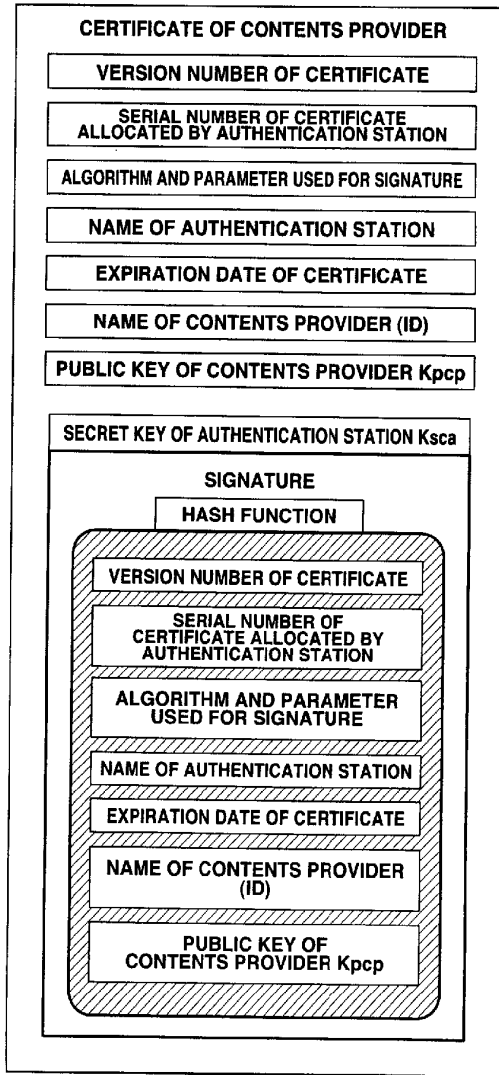 CERTIFICATE OF CONTENTS PROVIDER
VERSION NUMBER OF CERTIFICATE
SERIAL NUMBER OF CERTIFICATE
ALLOCATED BY AUTHENTICATION STATION
ALGORITHM AND PARAMETER USED FOR SIGNATURE
NAME OF AUTHENTICATION STATION
EXPIRATION DATE OF CERTIFICATE
NAME OF CONTENTS PROVIDER (ID)
PUBLIC KEY OF CONTENTS PROVIDER Kpcp
SECRET KEY OF AUTHENTICATION STATION Ksca
SIGNATURE
HASH FUNCTION
VERSION NUMBER OF CERTIFICATE
SERIAL NUMBER OF
CERTIFICATE ALLOCATED BY
AUTHENTICATION STATION
ALGORITHM AND PARAMETER
USED FOR SIGNATURE
NAME OF AUTHENTICATION STATION
EXPIRATION DATE OF CERTIFICATE
NAME OF CONTENTS PROVIDER
(ID)
PUBLIC KEY OF
CONTENTS PROVIDER Kpcp